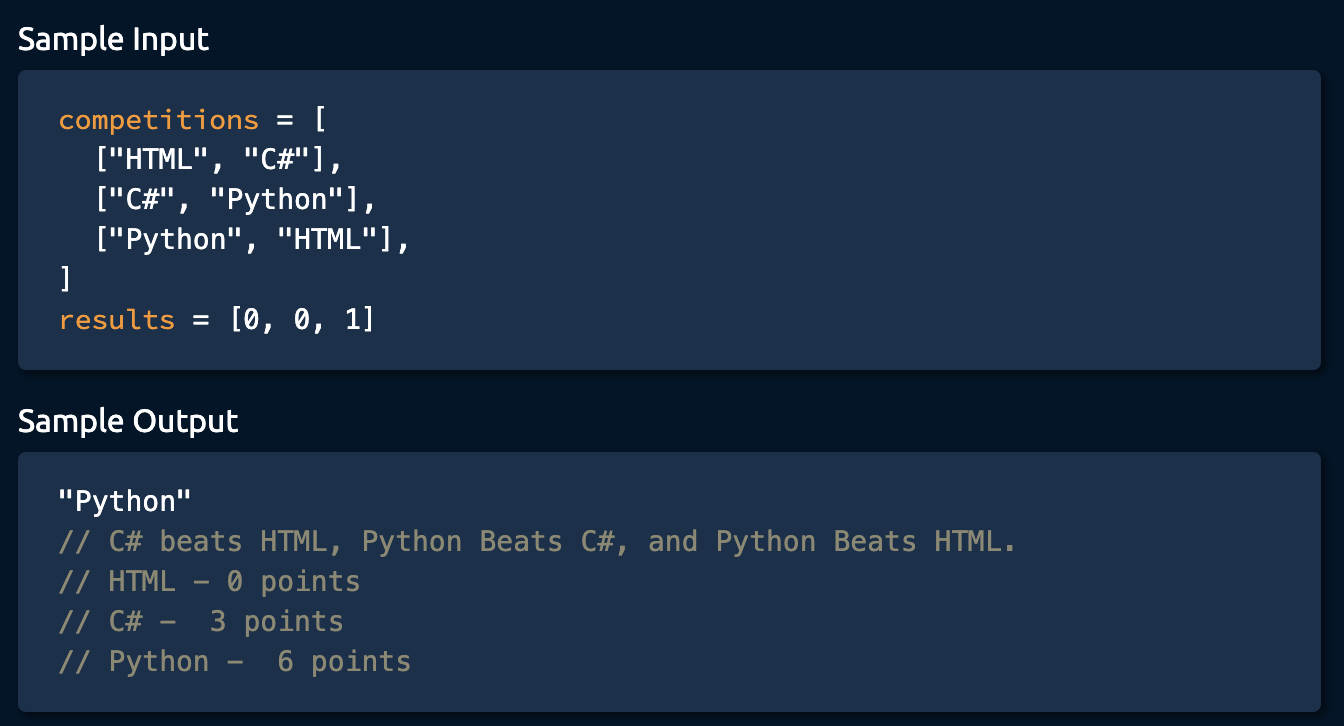 Sample Input
competitions = [
  ["HTML", "C#"],
  ["C#", "Python"],
  ["Python", "HTML"],
]
results = [0, 0, 1]
Sample Output
"Python"
// C# beats HTML, Python Beats C#, and Python Beats HTML.
// HTML - 0 points
// C# -  3 points
// Python -  6 points